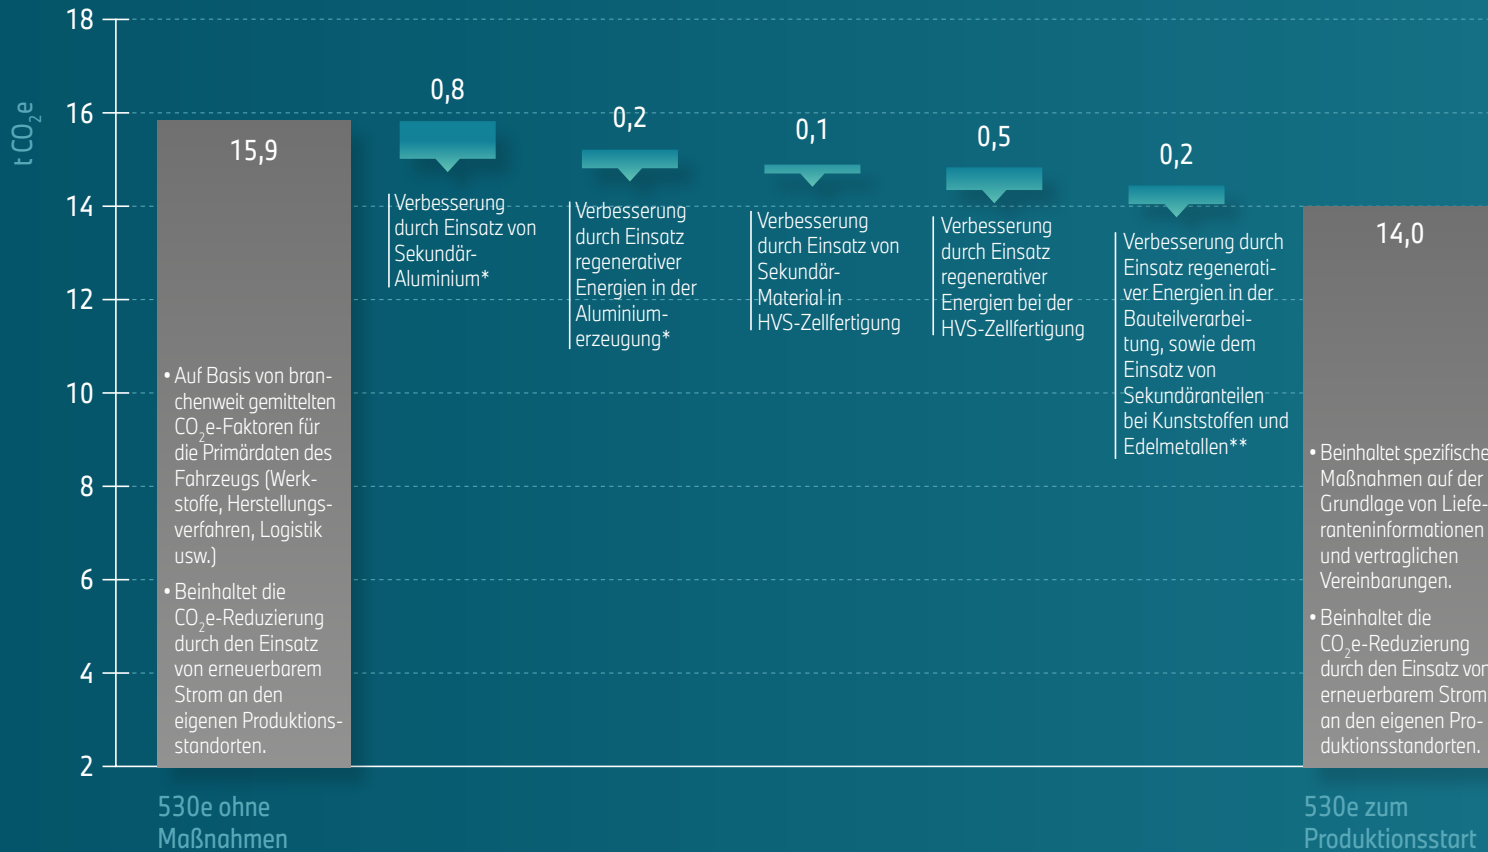 t CO₂e
18
16
14
12
10
8
6
4
2
15,9
• Auf Basis von bran-
chenweit gemittelten
CO₂e-Faktoren für
die Primärdaten des
Fahrzeugs (Werk-
stoffe, Herstellungs-
verfahren, Logistik
usw.)
• Beinhaltet die
CO₂e-Reduzierung
durch den Einsatz
von erneuerbarem
Strom an den
eigenen Produktions-
standorten.
530e ohne
Maßnahmen
0,8
Verbesserung
durch Einsatz von
Sekundär-
Aluminium*
0,2
Verbesserung
durch Einsatz
regenerativer
Energien in der
Aluminium-
erzeugung*
0,1
Verbesserung
durch Einsatz von
Sekundär-
Material in
HVS-Zellfertigung
0,5
Verbesserung
durch Einsatz
regenerativer
Energien bei der
HVS-Zellfertigung
0,2
Verbesserung durch
Einsatz regenerati-
ver Energien in der
Bauteilverarbei-
tung, sowie dem
Einsatz von
Sekundäranteilen
bei Kunststoffen und
Edelmetallen**
14,0
• Beinhaltet spezifische
Maßnahmen auf der
Grundlage von Liefe-
ranteninformationen
und vertraglichen
Vereinbarungen.
• Beinhaltet die
CO₂e-Reduzierung
durch den Einsatz von
erneuerbarem Strom
an den eigenen Pro-
duktionsstandorten.
530e zum
Produktionsstart